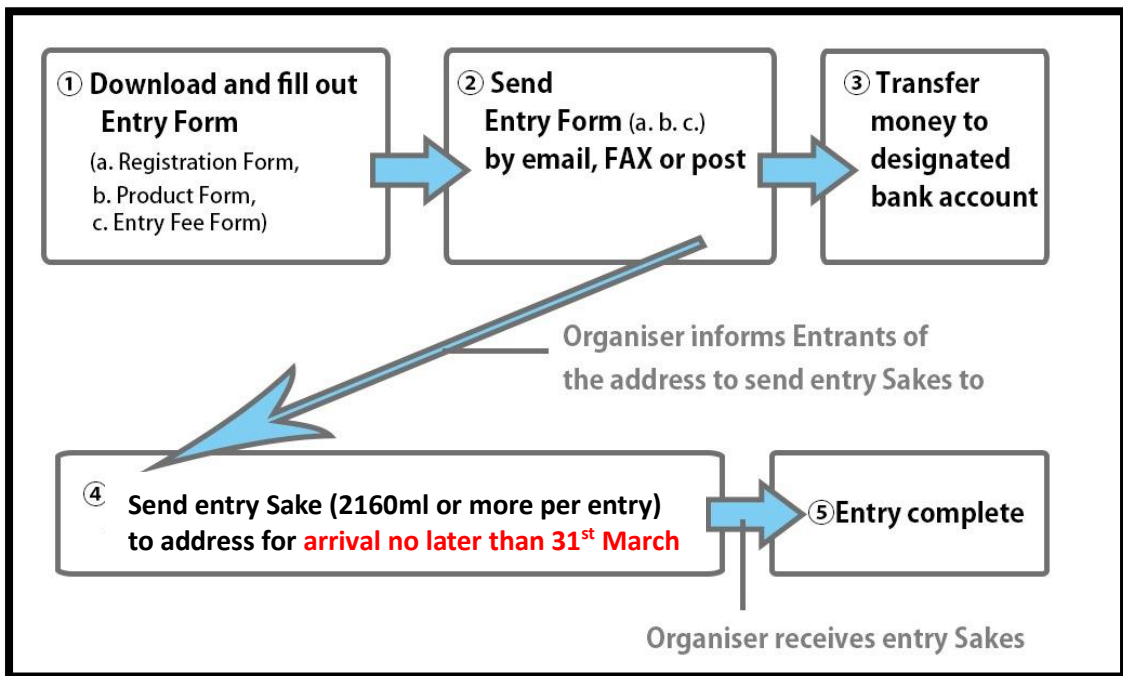 ① Download and fill out
Entry Form
(a. Registration Form,
b. Product Form,
c. Entry Fee Form)
② Send
Entry Form (a. b. c.)
by email, FAX or post
③ Transfer
money to
designated
bank account
Organiser informs Entrants of
the address to send entry Sakes to
④
Send entry Sake (2160ml or more per entry)
to address for arrival no later than 31st March
⑤Entry complete
Organiser receives entry Sakes